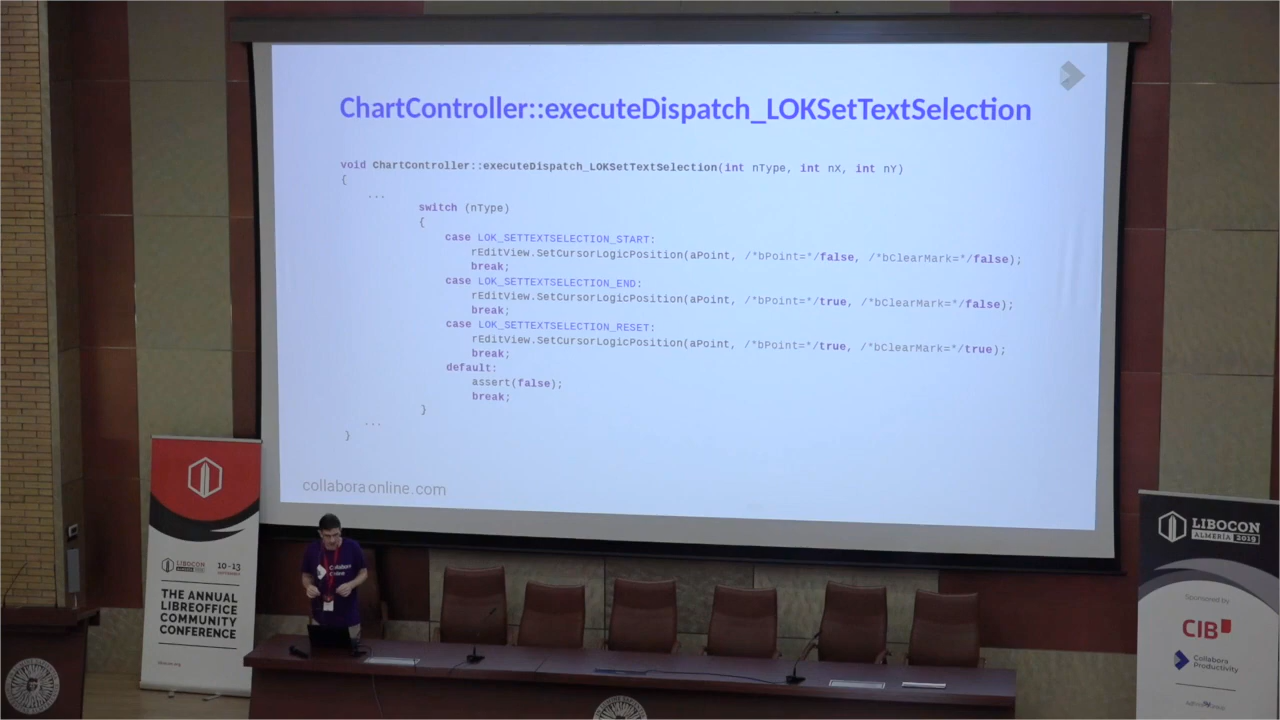 ChartController::executeDispatch_LOKSetTextSelection
void ChartController::executeDispatch_LOKSetTextSelection(int nType, int nX, int nY)
{
...
switch (nType)
{
case LOK_SETTEXTSELECTION_START:
rEditView.SetCursorLogicPosition(aPoint, /*bPoint=*/false, /*bClearMark=*/false);
break;
case LOK_SETTEXTSELECTION_END:
rEditView.SetCursorLogicPosition(aPoint, /*bPoint=*/true, /*bClearMark=*/false);
break;
case LOK_SETTEXTSELECTION_RESET:
rEditView.SetCursorLogicPosition(aPoint, /*bPoint=*/true, /*bClearMark=*/true);
break;
default:
assert(false);
break;
}
...
}
collaboraonline.com
LIBOCON
ALMERÍA 2019
10-13
THE ANNUAL
LIBREOFFICE
COMMUNITY
CONFERENCE
Collabora
Online
LIBOCON
ALMERÍA 2019
Sponsored by
CIB
Collabora
Productivity